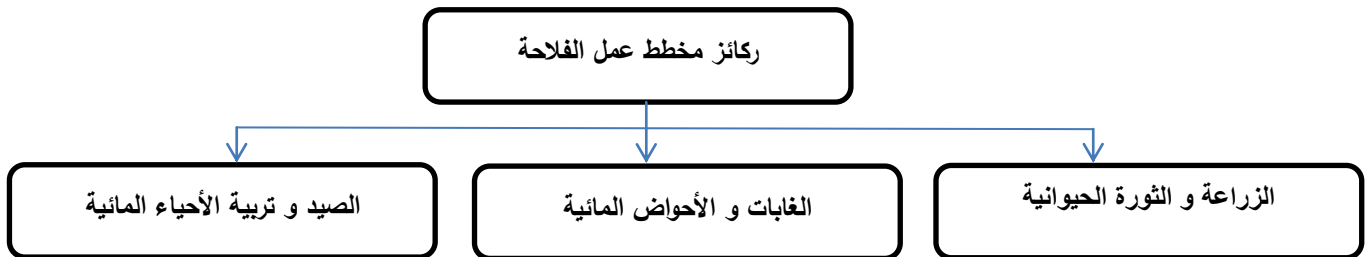 ركائز مخطط عمل الفلاحة
الزراعة و الثورة الحيوانية
الغابات و الأحواض المائية
الصيد و تربية الأحياء المائية